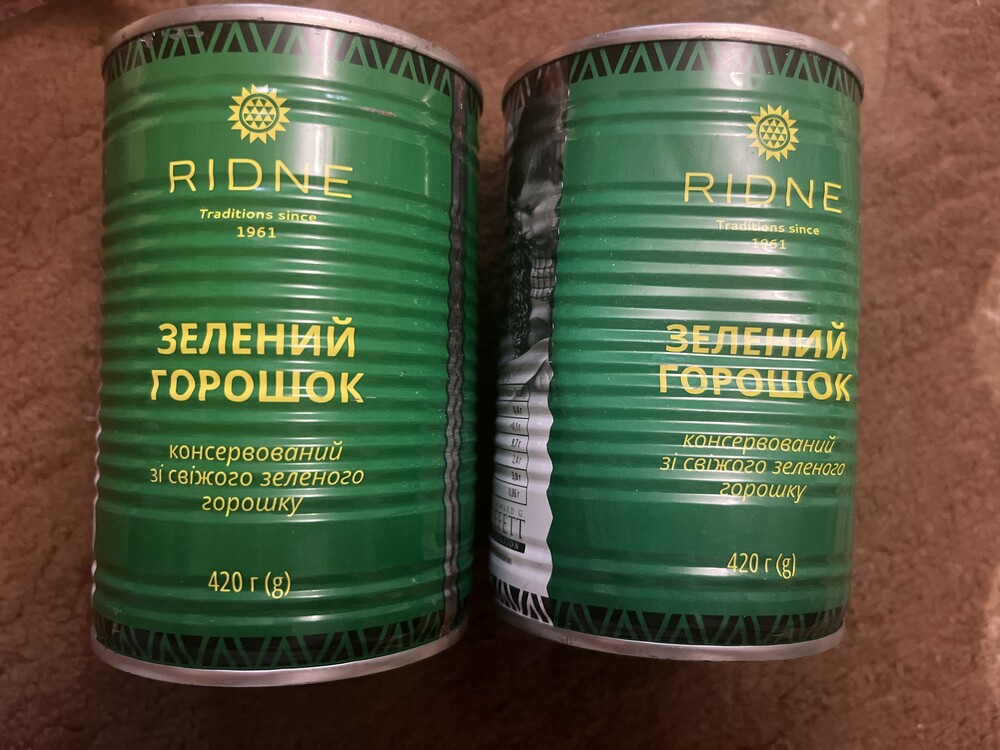 RIDNE
Traditions since
1961
ЗЕЛЕНИЙ
ГОРОШОК
консервований
зі свіжого зеленого
горошку
420 г (g)
RIDNE
Traditions since
1961
ЗЕЛЕНИЙ
ГОРОШОК
консервований
зі свіжого зеленого
горошку
420 г (g)